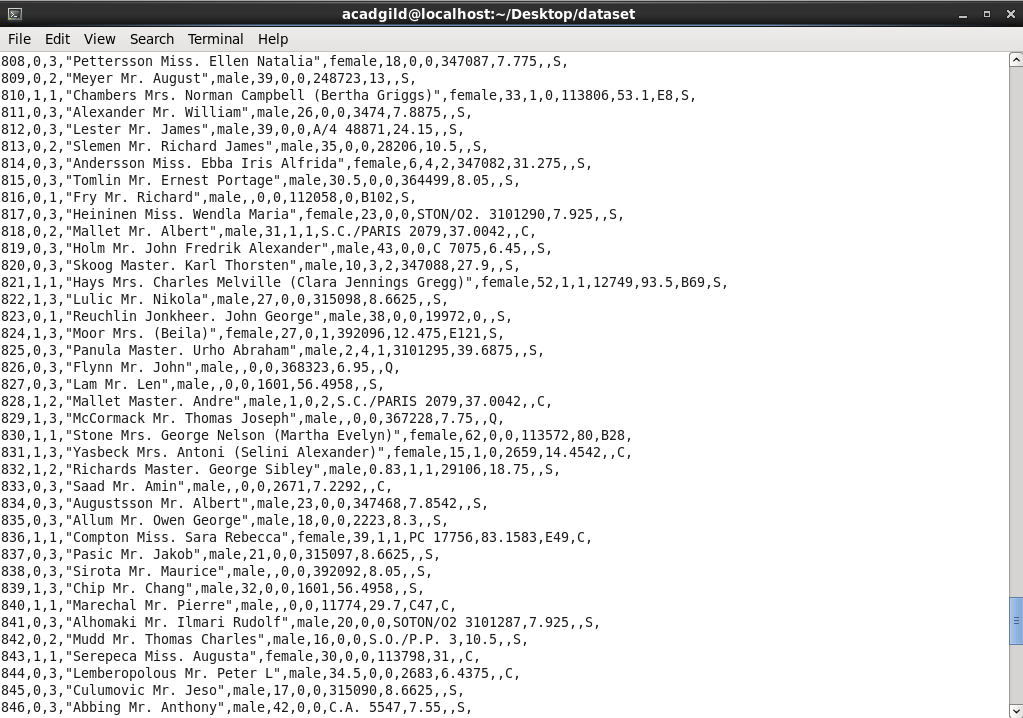 acadgild@localhost:~/Desktop/dataset
File Edit View Search Terminal Help
808,0,3,"Pettersson Miss. Ellen Natalia",female,18,0,0,347087,7.775,,S,
809,0,2,"Meyer Mr. August",male,39,0,0,248723,13,,S,
810,1,1,"Chambers Mrs. Norman Campbell (Bertha Griggs)",female,33,1,0,113806,53.1,E8,S,
811,0,3,"Alexander Mr. William",male,26,0,0,3474,7.8875,,S,
812,0,3,"Lester Mr. James",male,39,0,0,A/4 48871,24.15,,S,
813,0,2,"Slemen Mr. Richard James",male,35,0,0,28206,10.5,,S,
814,0,3,"Andersson Miss. Ebba Iris Alfrida",female,6,4,2,347082,31.275,,S,
815,0,3,"Tomlin Mr. Ernest Portage",male,30.5,0,0,364499,8.05,,S,
816,0,1,"Fry Mr. Richard",male,,0,0,112058,0,B102,S,
817,0,3,"Heininen Miss. Wendla Maria",female,23,0,0,STON/O2. 3101290,7.925,,S,
818,0,2,"Mallet Mr. Albert",male,31,1,1,S.C./PARIS 2079,37.0042,,C,
819,0,3,"Holm Mr. John Fredrik Alexander",male,43,0,0,C 7075,6.45,,S,
820,0,3,"Skoog Master. Karl Thorsten",male,10,3,2,347088,27.9,,S,
821,1,1,"Hays Mrs. Charles Melville (Clara Jennings Gregg)",female,52,1,1,12749,93.5,B69,S,
822,1,3,"Lulic Mr. Nikola",male,27,0,0,315098,8.6625,,S,
823,0,1,"Reuchlin Jonkheer. John George",male,38,0,0,19972,0,,S,
824,1,3,"Moor Mrs. (Beila)",female,27,0,1,392096,12.475,E121,S,
825,0,3,"Panula Master. Urho Abraham",male,2,4,1,3101295,39.6875,,S,
826,0,3,"Flynn Mr. John",male,,0,0,368323,6.95,,Q,
827,0,3,"Lam Mr. Len",male,,0,0,1601,56.4958,,S,
828,1,2,"Mallet Master. Andre",male,1,0,2,S.C./PARIS 2079,37.0042,,C,
829,1,3,"McCormack Mr. Thomas Joseph",male,,0,0,367228,7.75,,Q,
830,1,1,"Stone Mrs. George Nelson (Martha Evelyn)",female,62,0,0,113572,80,B28,
831,1,3,"Yasbeck Mrs. Antoni (Selini Alexander)",female,15,1,0,2659,14.4542,,C,
832,1,2,"Richards Master. George Sibley",male,0.83,1,1,29106,18.75,,S,
833,0,3,"Saad Mr. Amin",male,,0,0,2671,7.2292,,C,
834,0,3,"Augustsson Mr. Albert",male,23,0,0,347468,7.8542,,S,
835,0,3,"Allum Mr. Owen George",male,18,0,0,2223,8.3,,S,
836,1,1,"Compton Miss. Sara Rebecca",female,39,1,1,PC 17756,83.1583,E49,C,
837,0,3,"Pasic Mr. Jakob",male,21,0,0,315097,8.6625,,S,
838,0,3,"Sirota Mr. Maurice",male,,0,0,392092,8.05,,S,
839,1,3,"Chip Mr. Chang",male,32,0,0,1601,56.4958,,S,
840,1,1,"Marechal Mr. Pierre",male,,0,0,11774,29.7,C47,C,
841,0,3,"Alhomaki Mr. Ilmari Rudolf",male,20,0,0,SOTON/O2 3101287,7.925,,S,
842,0,2,"Mudd Mr. Thomas Charles",male,16,0,0,S.O./P.P. 3,10.5,,S,
843,1,1,"Serepeca Miss. Augusta",female,30,0,0,113798,31,,C,
844,0,3,"Lemberopolous Mr. Peter L",male,34.5,0,0,2683,6.4375,,C,
845,0,3,"Culumovic Mr. Jeso",male,17,0,0,315090,8.6625,,S,
846,0,3,"Abbing Mr. Anthony",male,42,0,0,C.A. 5547,7.55,,S,